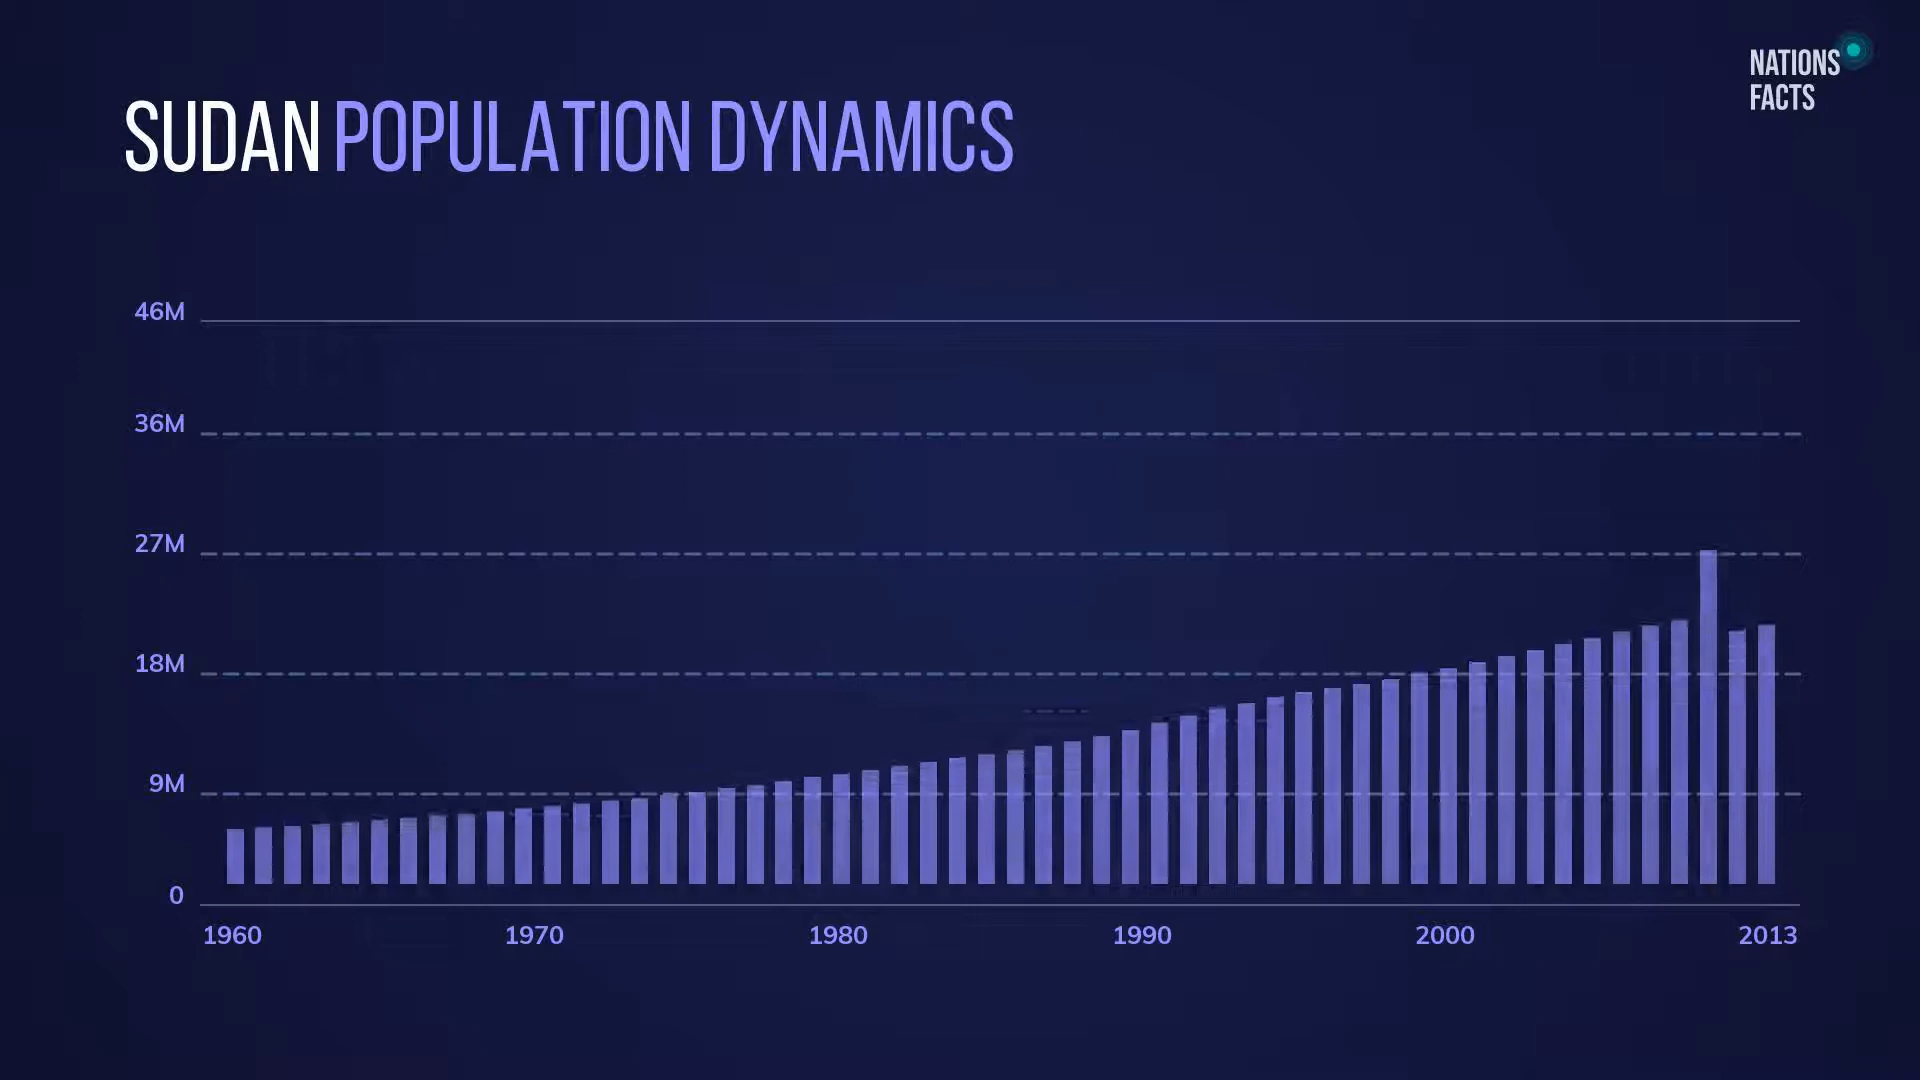 NATIONS
FACTS
SUDAN POPULATION DYNAMICS
46M
36M
27M
18M
9M
0
1960 1970 1980 1990 2000 2013